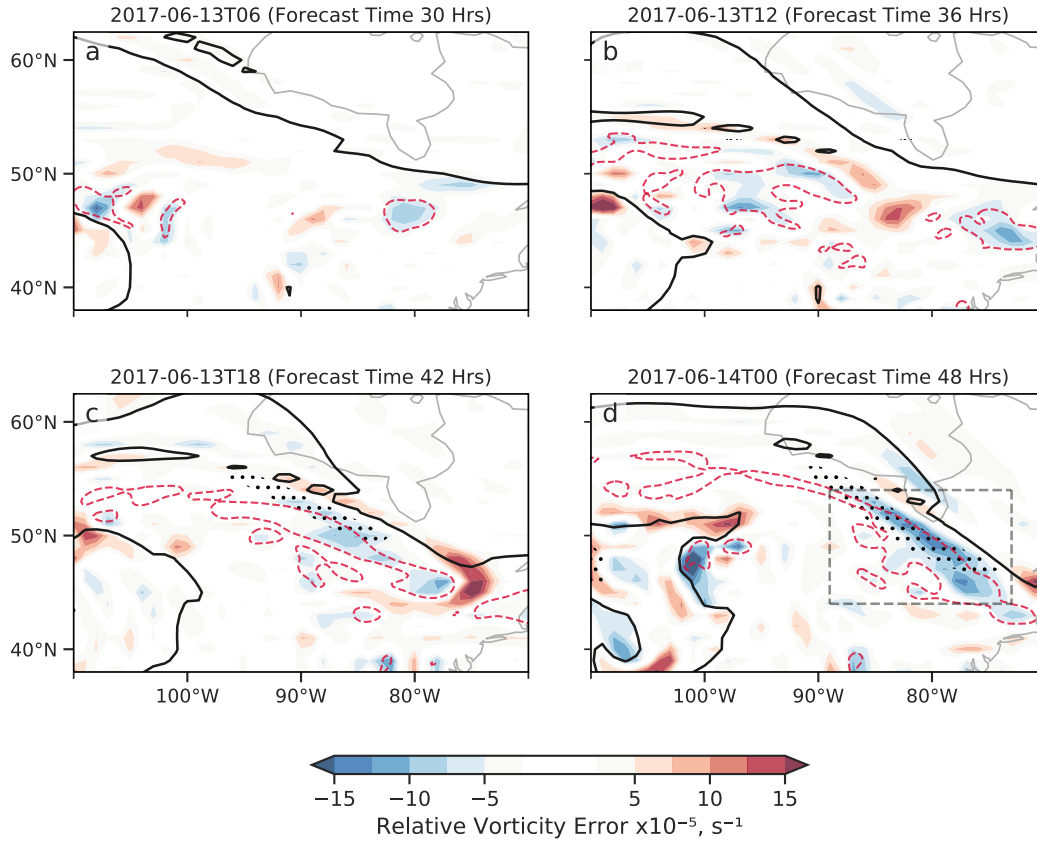 2017-06-13T06 (Forecast Time 30 Hrs)
2017-06-13T12 (Forecast Time 36 Hrs)
a
b
60°N
50°N
40°N
2017-06-13T18 (Forecast Time 42 Hrs)
2017-06-14T00 (Forecast Time 48 Hrs)
c
d
60°N
50°N
40°N
100°W
90°W
80°W
100°W
90°W
80°W
−15
−10
−5
5
10
15
Relative Vorticity Error x10⁻⁵, s⁻¹